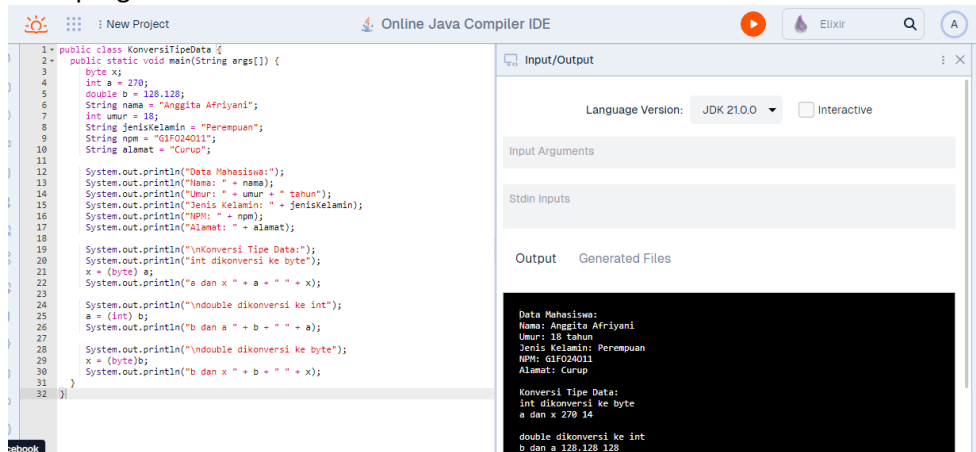 : New Project
Online Java Compiler IDE
Elixir
A
1 public class KonversiTipeData {
2 public static void main(String args[]) {
3 byte x;
4 int a = 270;
5 double b = 128.128;
6 String nama = "Anggita Afriyani";
7 int umur = 18;
8 String jenisKelamin = "Perempuan";
9 String npm = "G1F024011";
10 String alamat = "Curup";
11
12 System.out.println("Data Mahasiswa:");
13 System.out.println("Nama: " + nama);
14 System.out.println("Umur: " + umur + " tahun");
15 System.out.println("Jenis Kelamin: " + jenisKelamin);
16 System.out.println("NPM: " + npm);
17 System.out.println("Alamat: " + alamat);
18
19 System.out.println("\nKonversi Tipe Data:");
20 System.out.println("int dikonversi ke byte");
21 x = (byte) a;
22 System.out.println("a dan x " + a + " " + x);
23
24 System.out.println("\ndouble dikonversi ke int");
25 a = (int) b;
26 System.out.println("b dan a " + b + " " + a);
27
28 System.out.println("\ndouble dikonversi ke byte");
29 x = (byte)b;
30 System.out.println("b dan x " + b + " " + x);
31 }
32 }
Input/Output
Language Version: JDK 21.0.0 Interactive
Input Arguments
Stdin Inputs
Output Generated Files
Data Mahasiswa:
Nama: Anggita Afriyani
Umur: 18 tahun
Jenis Kelamin: Perempuan
NPM: G1F024011
Alamat: Curup
Konversi Tipe Data:
int dikonversi ke byte
a dan x 270 14
double dikonversi ke int
b dan a 128.128 128